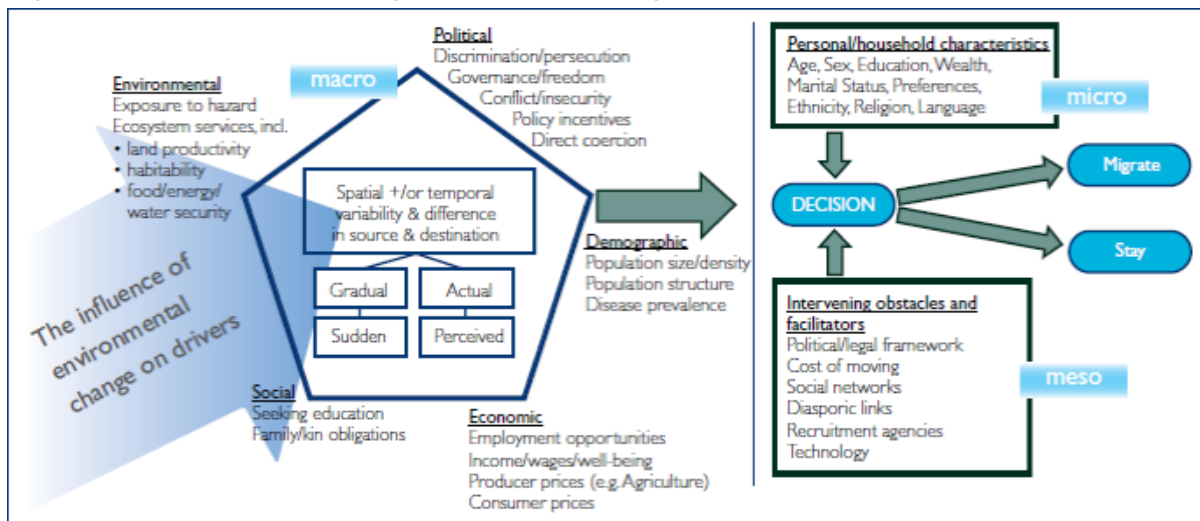 Political
Discrimination/persecution
Governance/freedom
Conflict/insecurity
Policy incentives
Direct coercion
macro
Environmental
Exposure to hazard
Ecosystem services, incl.
• land productivity
• habitability
• food/energy/
water security
The influence of
environmental
change on drivers
Spatial +/or temporal
variability & difference
in source & destination
Gradual
Actual
Sudden
Perceived
Demographic
Population size/density
Population structure
Disease prevalence
Social
Seeking education
Family/kin obligations
Economic
Employment opportunities
Income/wages/well-being
Producer prices (e.g. Agriculture)
Consumer prices
Personal/household characteristics
Age, Sex, Education, Wealth,
Marital Status, Preferences,
Ethnicity, Religion, Language
micro
DECISION
Migrate
Stay
Intervening obstacles and
facilitators
Political/legal framework
Cost of moving
Social networks
Diasporic links
Recruitment agencies
Technology
meso